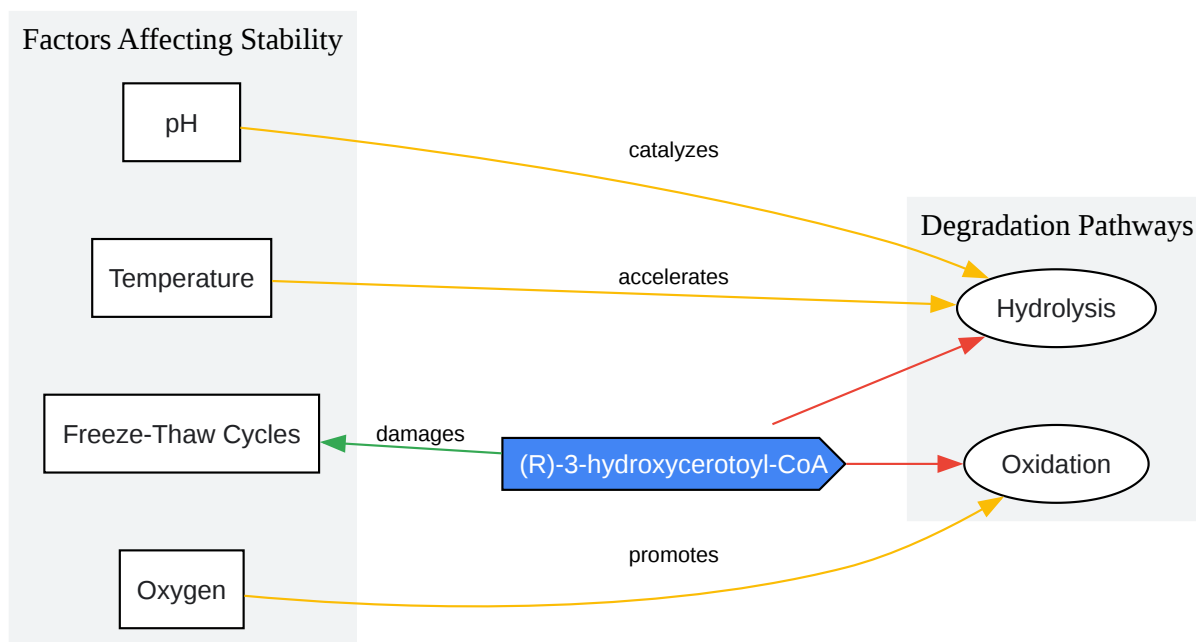 Factors Affecting Stability
pH
catalyzes
Degradation Pathways
Temperature
accelerates
Hydrolysis
Freeze-Thaw Cycles
damages
(R)-3-hydroxycerotoyl-CoA
Oxidation
promotes
Oxygen